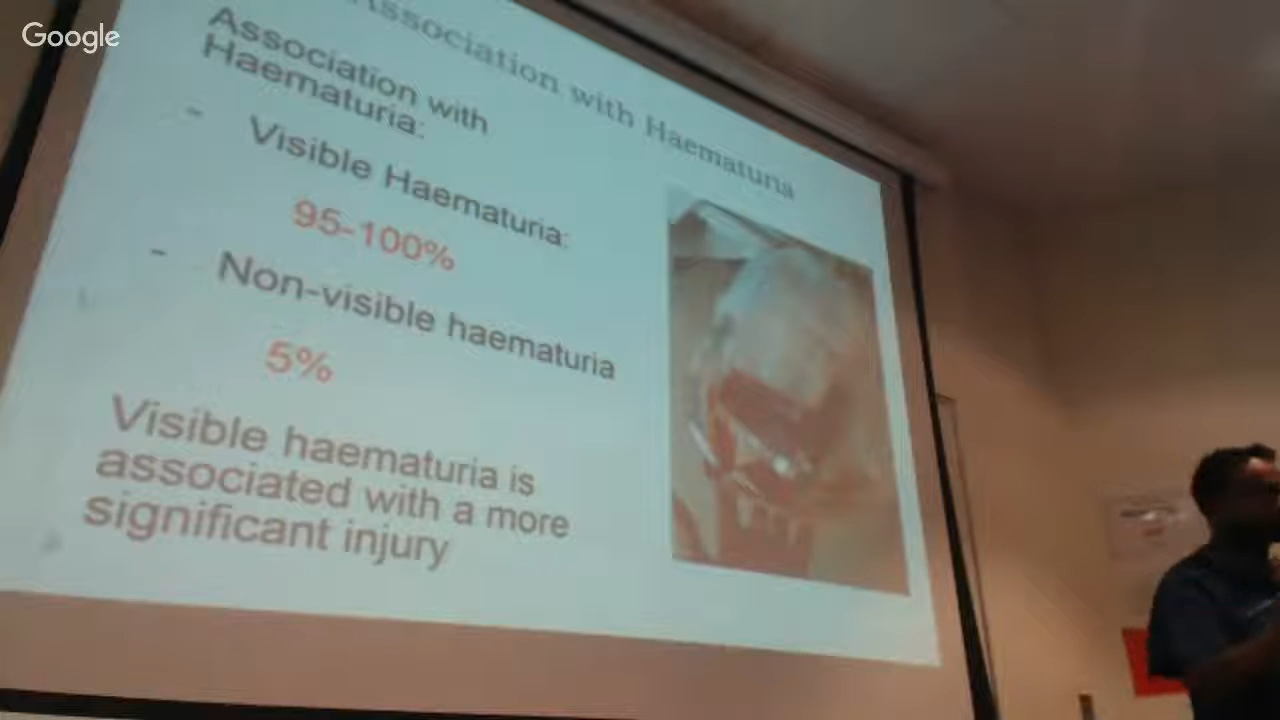 Google
Association with Haematuria
Association with
Haematuria:
- Visible Haematuria:
95-100%
- Non-visible haematuria
5%
Visible haematuria is
associated with a more
significant injury